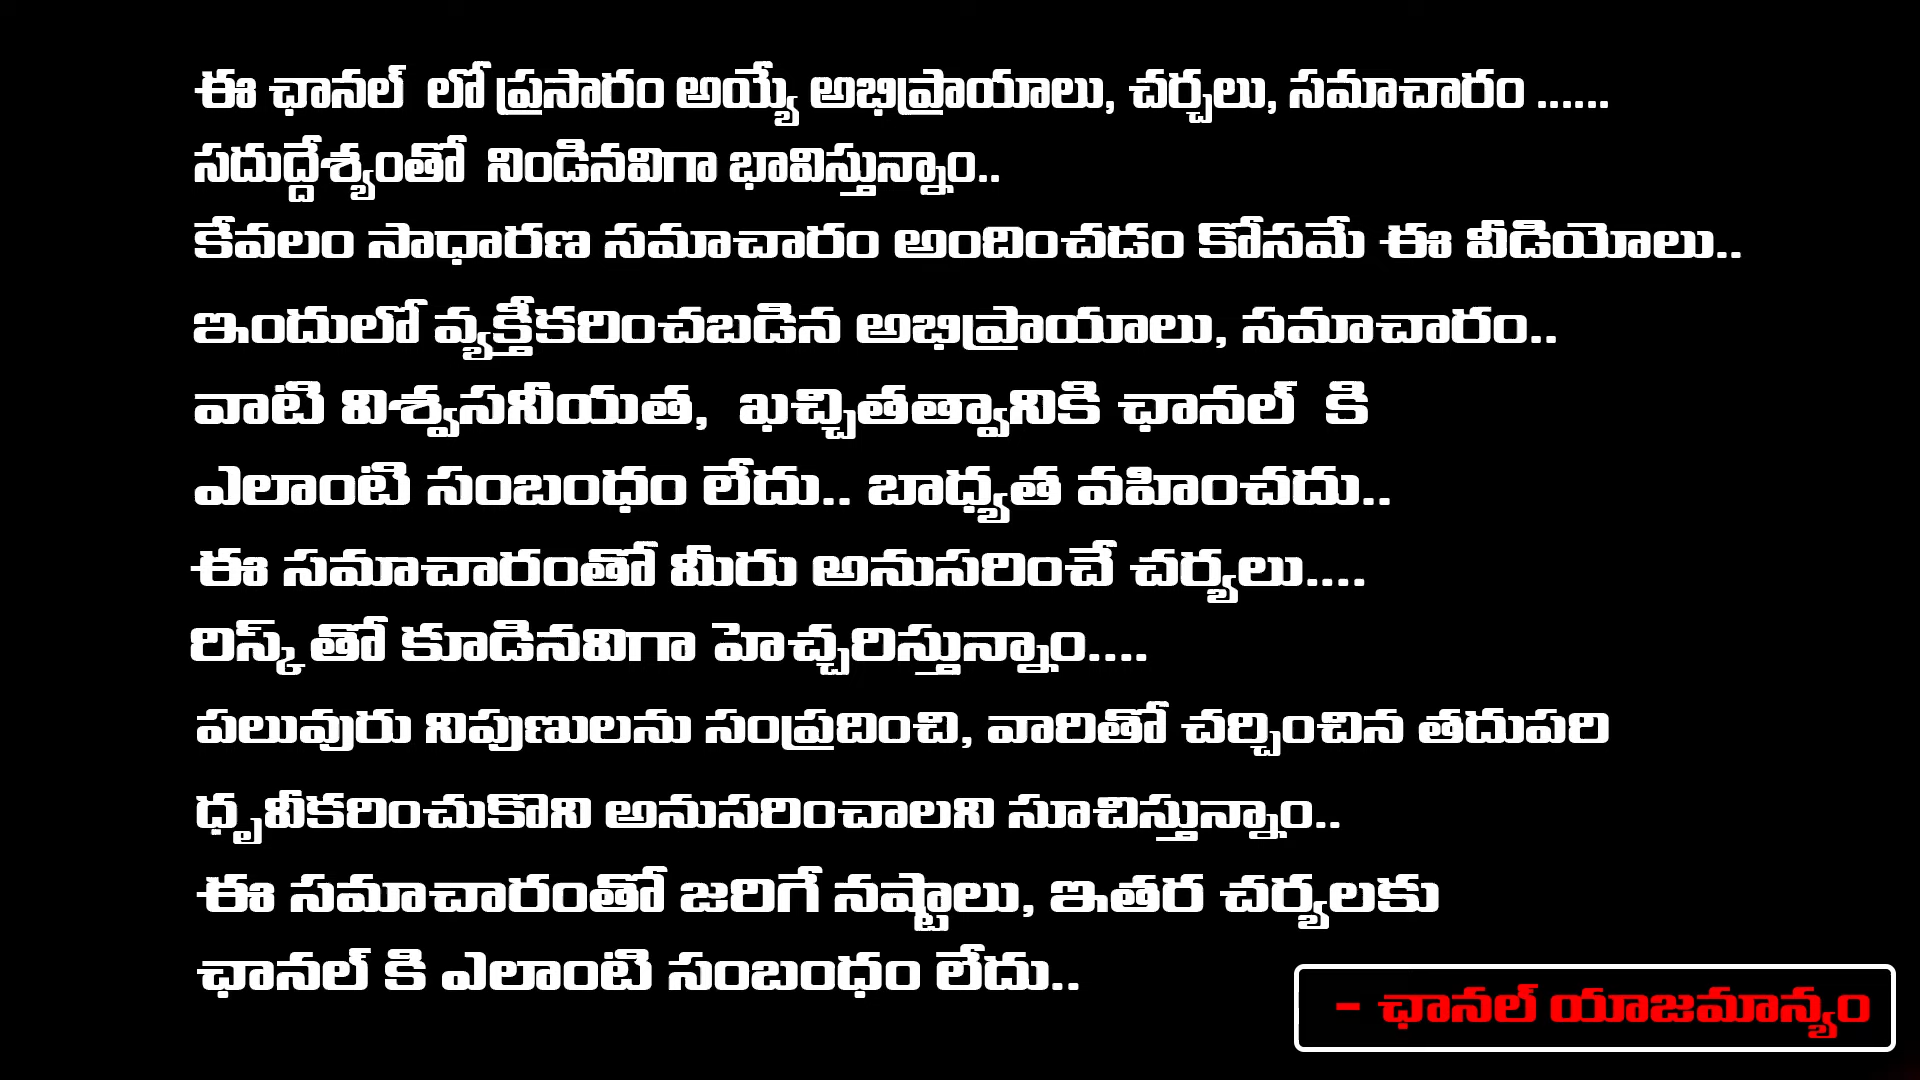 ఈ ఛానల్ లో ప్రసారం అయ్యే అభిప్రాయాలు, చర్చలు, సమాచారం ......
సదుద్దేశ్యంతో నిండినవిగా భావిస్తున్నాం..
కేవలం సాధారణ సమాచారం అందించడం కోసమే ఈ వీడియోలు..
ఇందులో వ్యక్తీకరించబడిన అభిప్రాయాలు, సమాచారం..
వాటి విశ్వసనీయత, ఖచ్చితత్వానికి ఛానల్ కి
ఎలాంటి సంబంధం లేదు.. బాధ్యత వహించదు..
ఈ సమాచారంతో మీరు అనుసరించే చర్యలు....
రిస్క్ తో కూడినవిగా హెచ్చరిస్తున్నాం....
పలువురు నిపుణులను సంప్రదించి, వారితో చర్చించిన తదుపరి
ధృవీకరించుకొని అనుసరించాలని సూచిస్తున్నాం..
ఈ సమాచారంతో జరిగే నష్టాలు, ఇతర చర్యలకు
ఛానల్ కి ఎలాంటి సంబంధం లేదు..
- ఛానల్ యాజమాన్యం